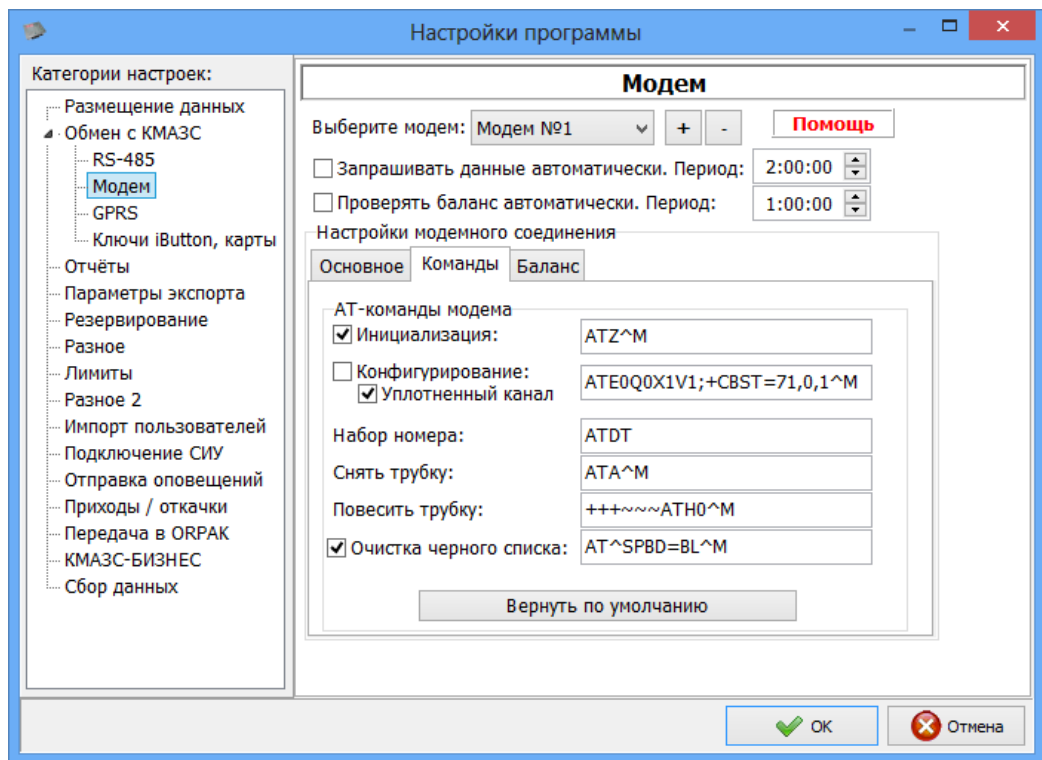 Настройки программы
Категории настроек:
Размещение данных
Обмен с КМАЗС
RS-485
Модем
GPRS
Ключи iButton, карты
Отчёты
Параметры экспорта
Резервирование
Разное
Лимиты
Разное 2
Импорт пользователей
Подключение СИУ
Отправка оповещений
Приходы / откачки
Передача в ORPAK
КМАЗС-БИЗНЕС
Сбор данных
Модем
Выберите модем: Модем №1 + - Помощь
Запрашивать данные автоматически. Период: 2:00:00
Проверять баланс автоматически. Период: 1:00:00
Настройки модемного соединения
Основное Команды Баланс
АТ-команды модема
Инициализация: ATZ^M
Конфигурирование: ATE0Q0X1V1;+CBST=71,0,1^M
Уплотненный канал
Набор номера: ATDT
Снять трубку: ATA^M
Повесить трубку: +++~~~ATH0^M
Очистка черного списка: AT^SPBD=BL^M
Вернуть по умолчанию
OK Отмена